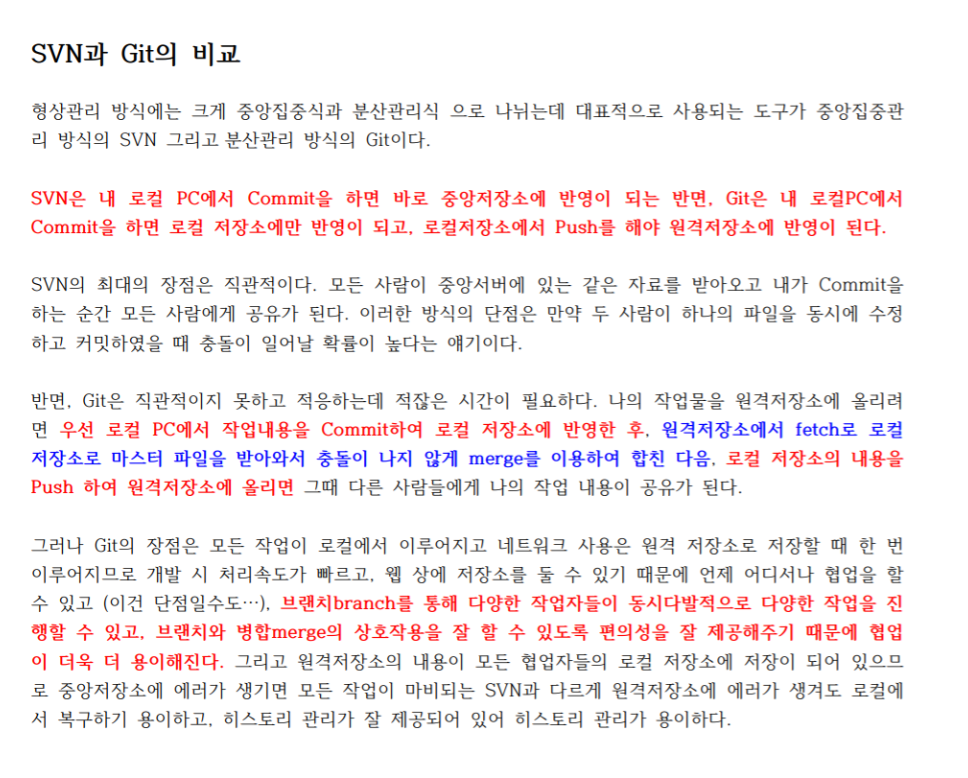 SVN과 Git의 비교
형상관리 방식에는 크게 중앙집중식과 분산관리식 으로 나뉘는데 대표적으로 사용되는 도구가 중앙집중관
리 방식의 SVN 그리고 분산관리 방식의 Git이다.
SVN은 내 로컬 PC에서 Commit을 하면 바로 중앙저장소에 반영이 되는 반면, Git은 내 로컬PC에서
Commit을 하면 로컬 저장소에만 반영이 되고, 로컬저장소에서 Push를 해야 원격저장소에 반영이 된다.
SVN의 최대의 장점은 직관적이다. 모든 사람이 중앙서버에 있는 같은 자료를 받아오고 내가 Commit을
하는 순간 모든 사람에게 공유가 된다. 이러한 방식의 단점은 만약 두 사람이 하나의 파일을 동시에 수정
하고 커밋하였을 때 충돌이 일어날 확률이 높다는 얘기이다.
반면, Git은 직관적이지 못하고 적응하는데 적잖은 시간이 필요하다. 나의 작업물을 원격저장소에 올리려
면 우선 로컬 PC에서 작업내용을 Commit하여 로컬 저장소에 반영한 후, 원격저장소에서 fetch로 로컬
저장소로 마스터 파일을 받아와서 충돌이 나지 않게 merge를 이용하여 합친 다음, 로컬 저장소의 내용을
Push 하여 원격저장소에 올리면 그때 다른 사람들에게 나의 작업 내용이 공유가 된다.
그러나 Git의 장점은 모든 작업이 로컬에서 이루어지고 네트워크 사용은 원격 저장소로 저장할 때 한 번
이루어지므로 개발 시 처리속도가 빠르고, 웹 상에 저장소를 둘 수 있기 때문에 언제 어디서나 협업을 할
수 있고 (이건 단점일수도…), 브랜치branch를 통해 다양한 작업자들이 동시다발적으로 다양한 작업을 진
행할 수 있고, 브랜치와 병합merge의 상호작용을 잘 할 수 있도록 편의성을 잘 제공해주기 때문에 협업
이 더욱 더 용이해진다. 그리고 원격저장소의 내용이 모든 협업자들의 로컬 저장소에 저장이 되어 있으므
로 중앙저장소에 에러가 생기면 모든 작업이 마비되는 SVN과 다르게 원격저장소에 에러가 생겨도 로컬에
서 복구하기 용이하고, 히스토리 관리가 잘 제공되어 있어 히스토리 관리가 용이하다.